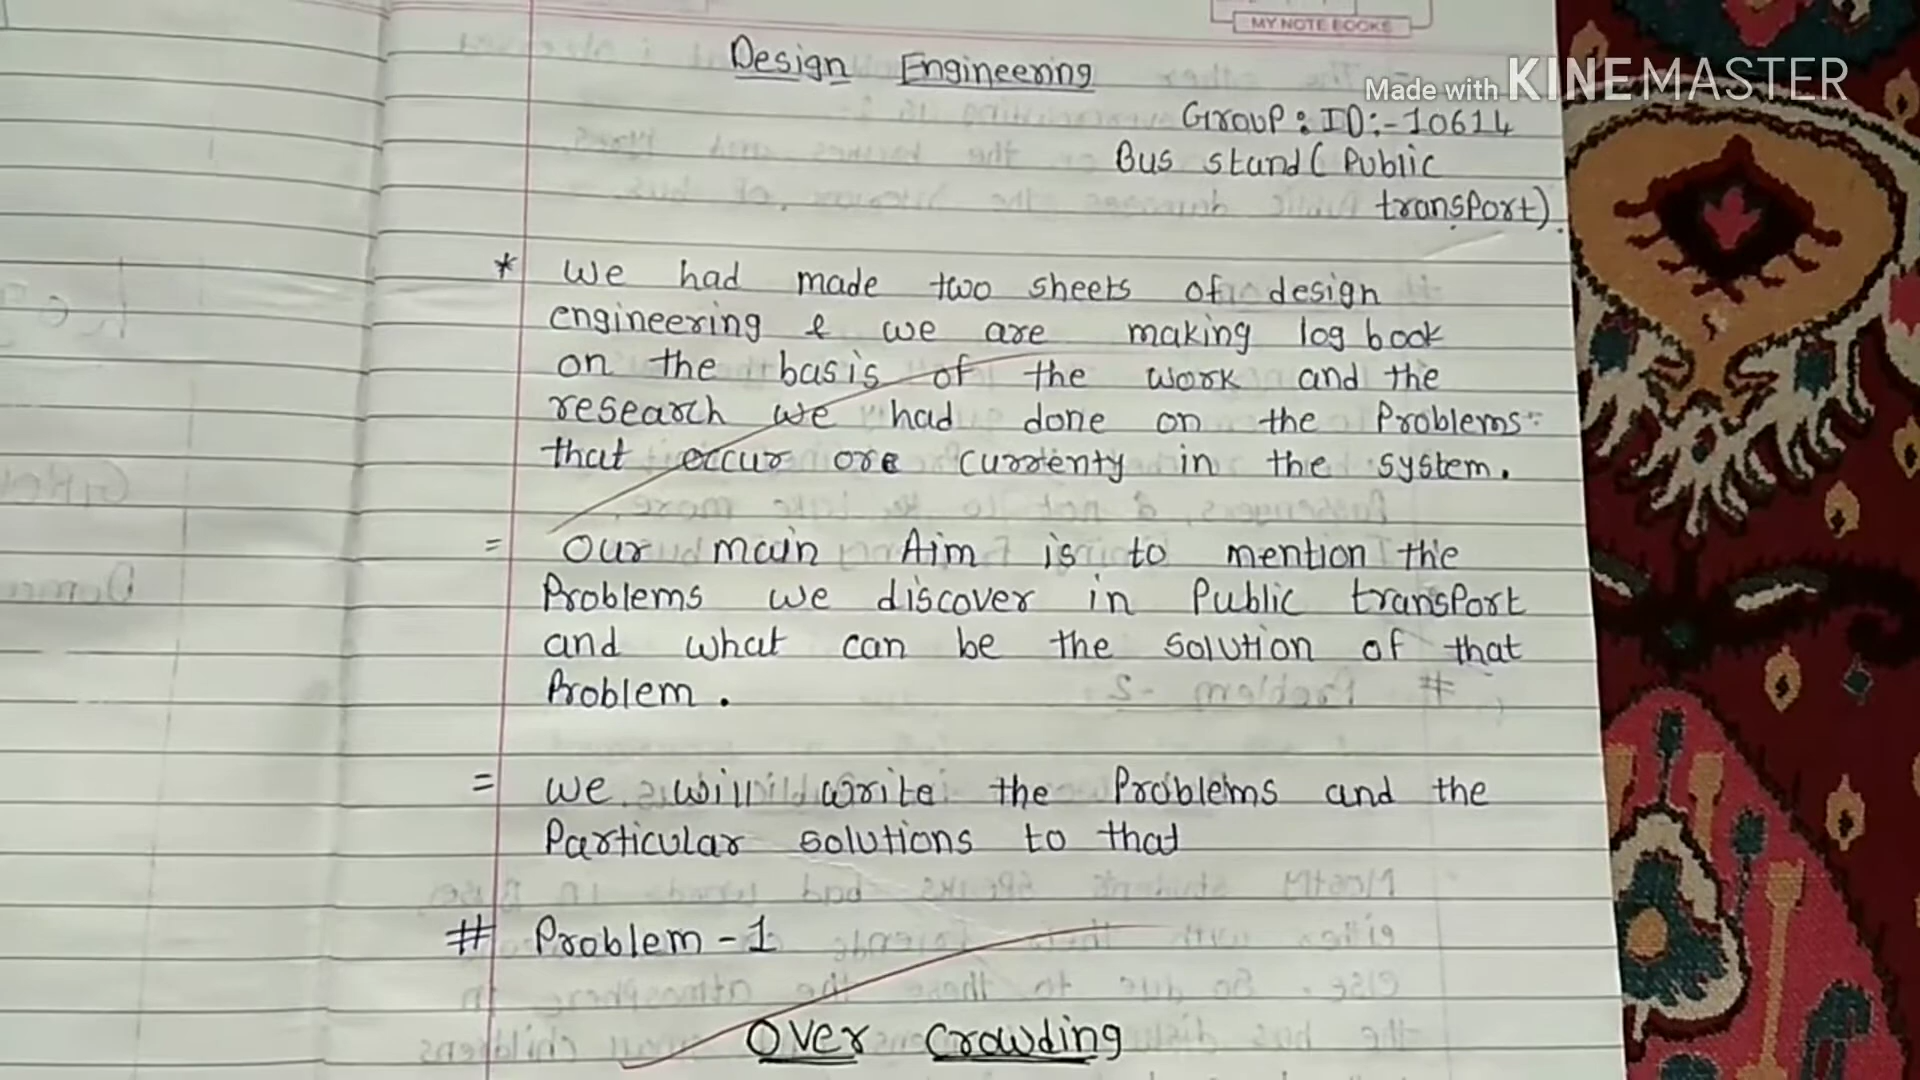 MY NOTE BOOKS
Made with KINEMASTER
Design Engineering
Group : ID:-10614
Bus stand ( Public
transport).
* We had made two sheets of design
engineering & we are making log book
on the basis of the work and the
research we had done on the Problems
that occur ore currenty in the system.
= Our main Aim is to mention the
Problems we discover in Public transport
and what can be the solution of that
Problem .
= we will write the Problems and the
Particular solutions to that
# Problem - 1
Over Crowding